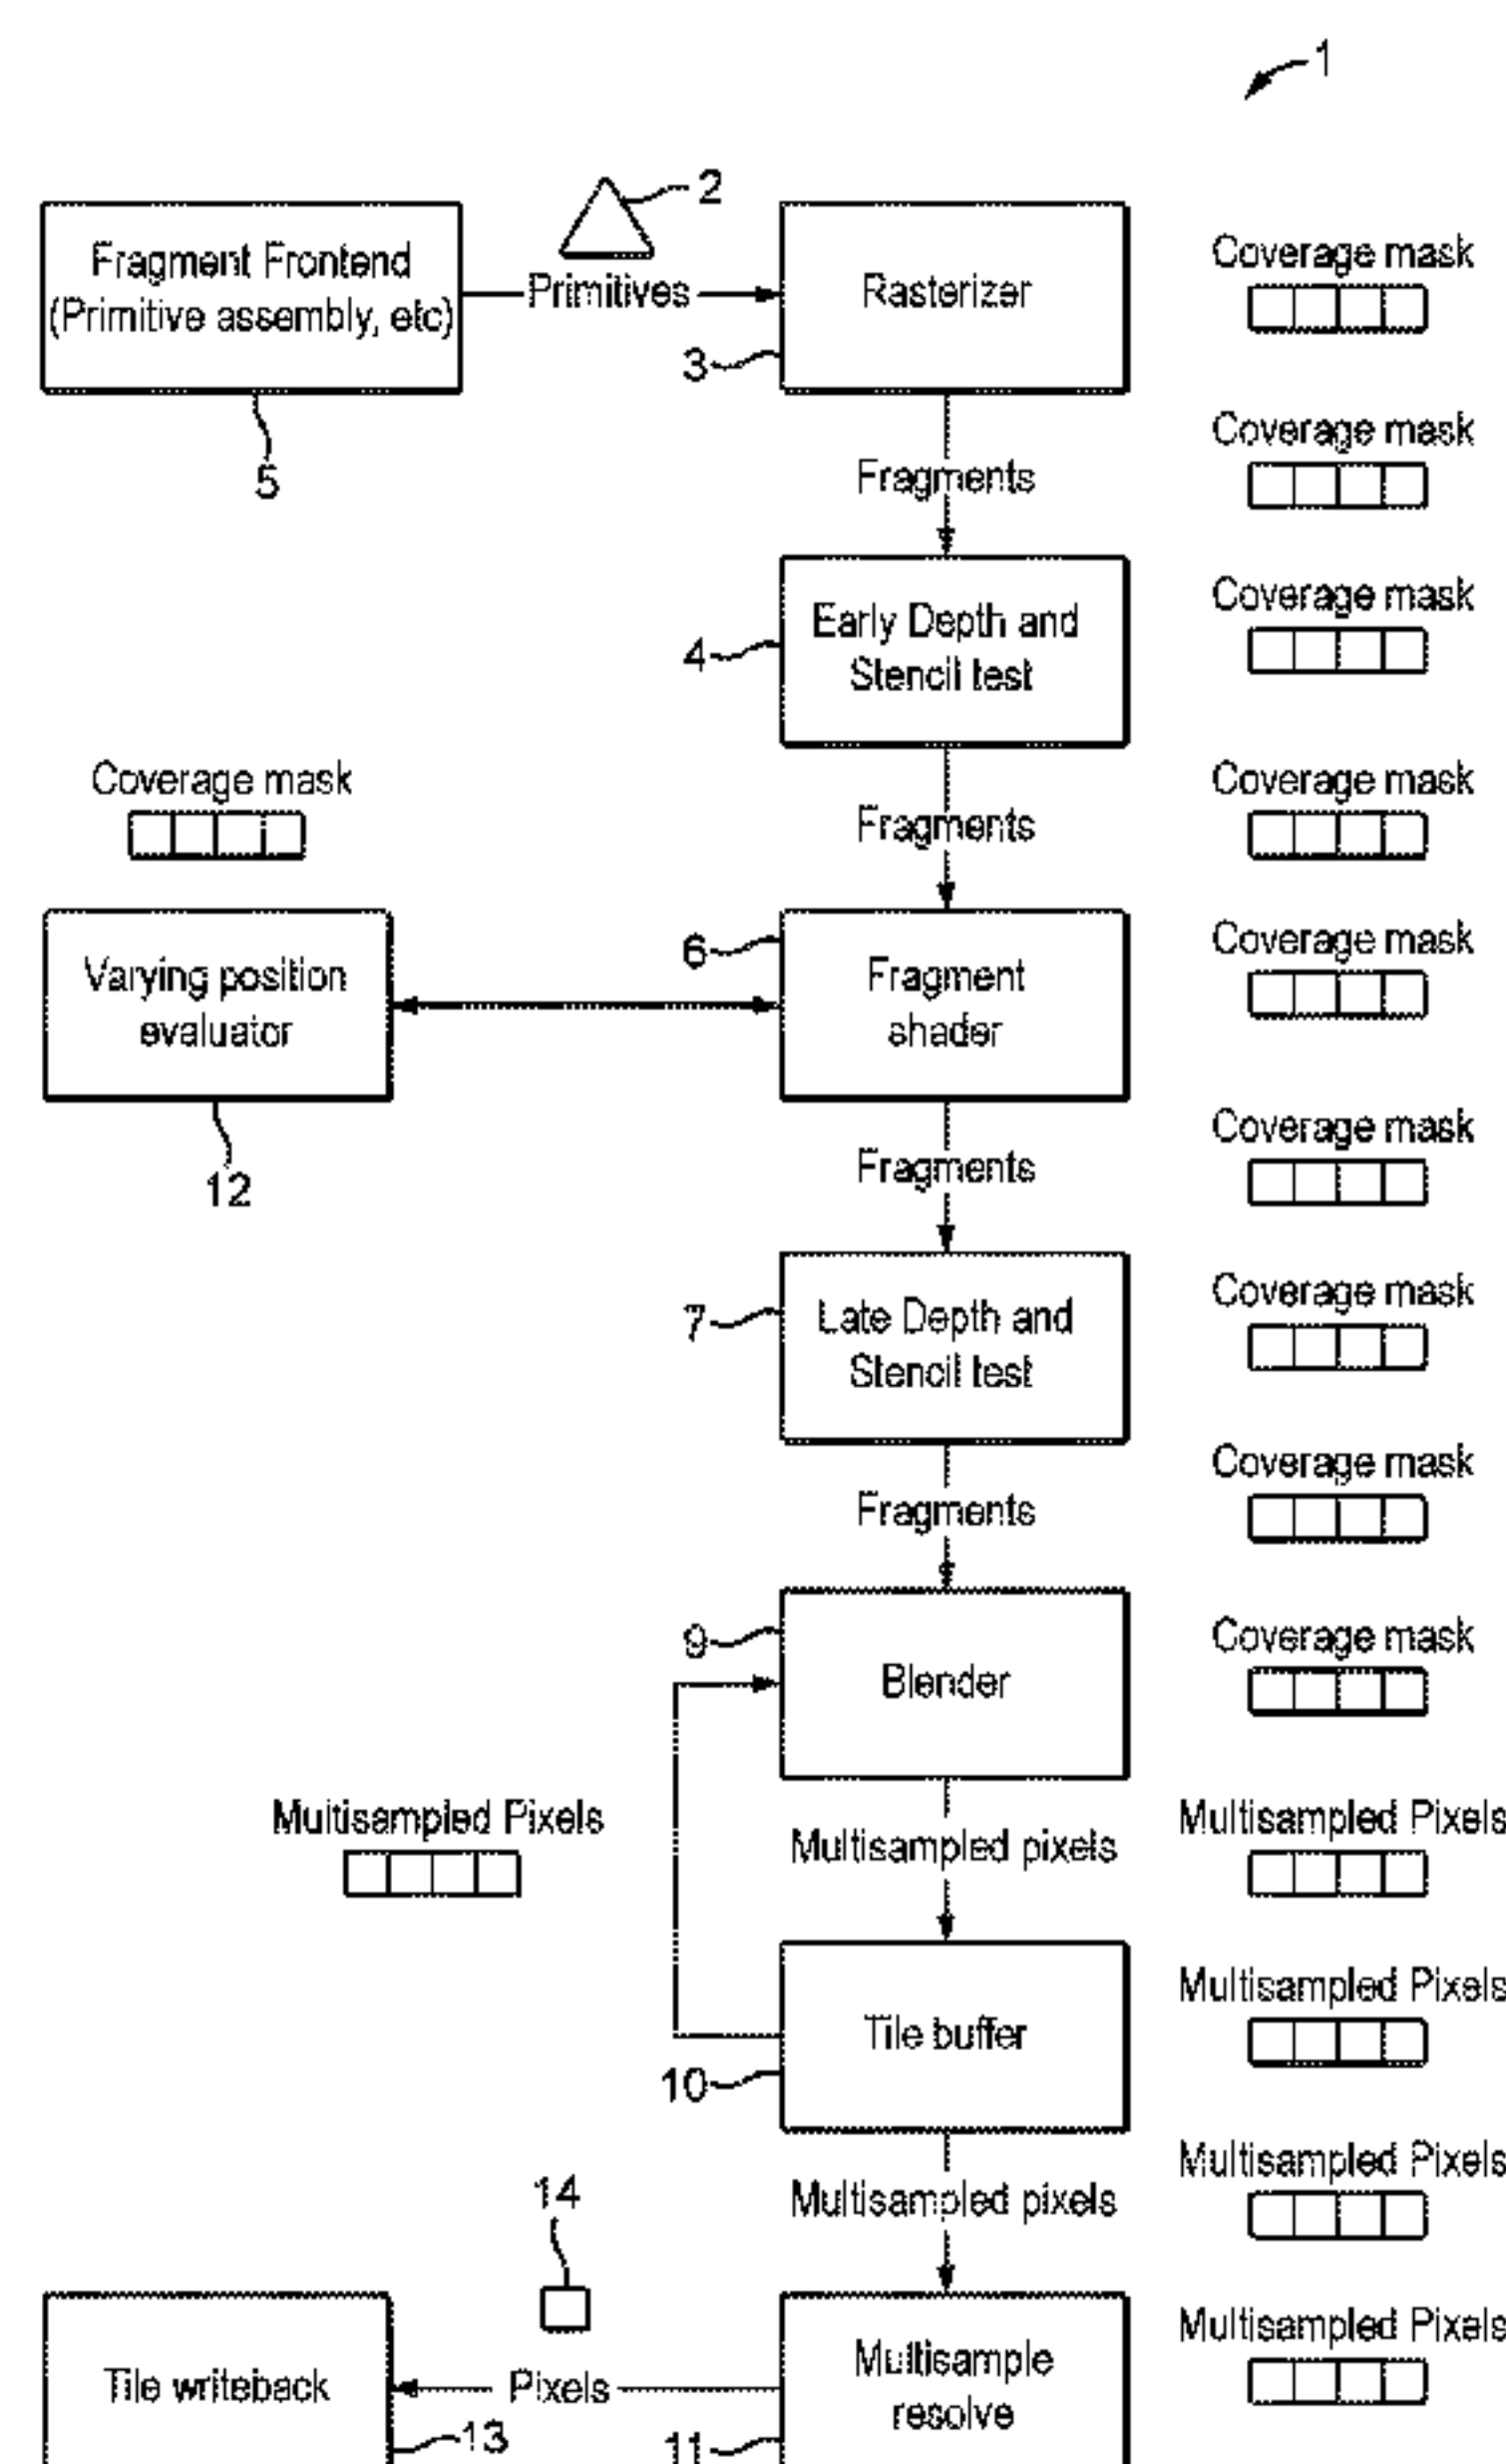 1
2
Fragment Frontend
(Primitive assembly, etc)
Primitives
Rasterizer
Coverage mask
3
5
Fragments
Coverage mask
Early Depth and
Stencil test
4
Coverage mask
Coverage mask
Fragments
Coverage mask
Varying position
evaluator
12
6
Fragment
shader
Coverage mask
Fragments
Coverage mask
7
Late Depth and
Stencil test
Coverage mask
Fragments
Coverage mask
9
Blender
Coverage mask
Multisampled Pixels
Multisampled pixels
Multisampled Pixels
Tile buffer
10
Multisampled Pixels
Multisampled pixels
Multisampled Pixels
14
Tile writeback
13
Pixels
Multisample
resolve
11
Multisampled Pixels